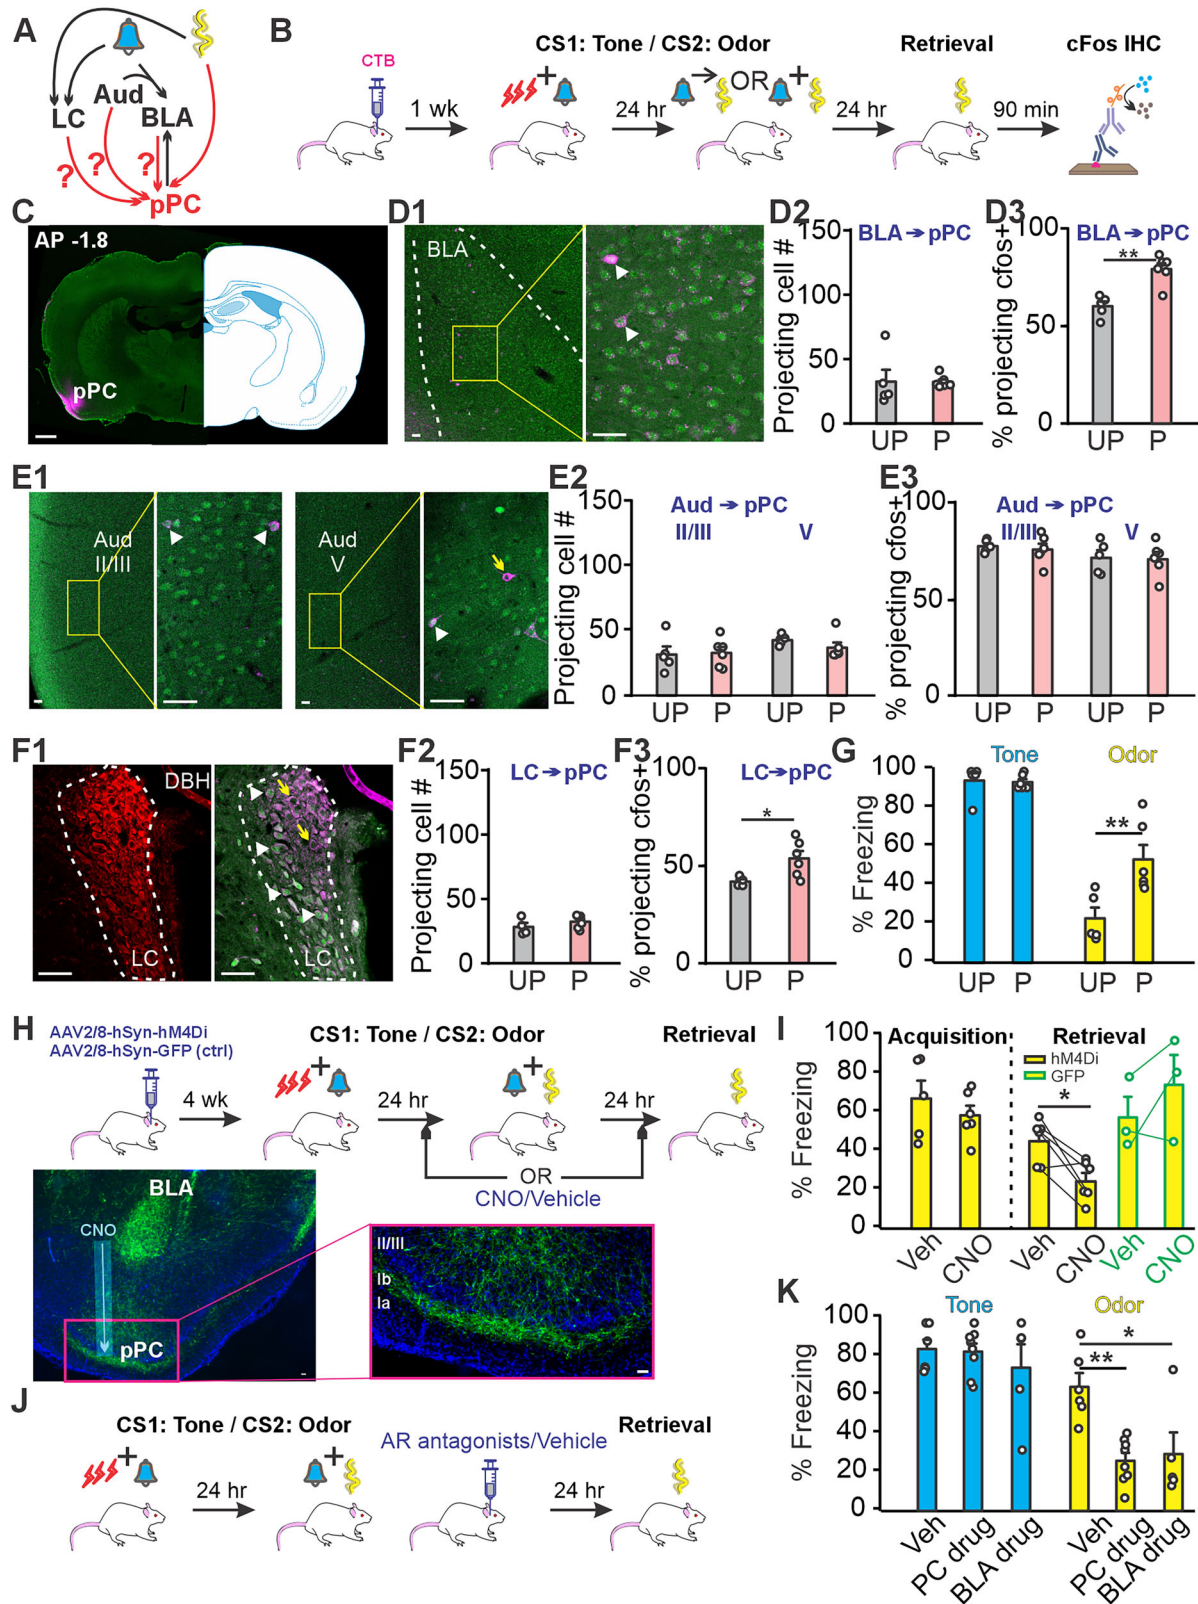 A
LC
Aud
BLA
?
?
?
pPC
B
CTB
1 wk
CS1: Tone / CS2: Odor
+
24 hr
OR
+
24 hr
Retrieval
90 min
cFos IHC
C
AP -1.8
pPC
D1
BLA
D2
BLA → pPC
Projecting cell #
150
100
50
0
UP
P
D3
BLA → pPC
% projecting cfos+
100
50
0
**
UP
P
E1
Aud
II/III
Aud
V
E2
Aud → pPC
II/III
V
Projecting cell #
150
100
50
0
UP
P
UP
P
E3
Aud → pPC
II/III
V
% projecting cfos+
100
50
0
UP
P
UP
P
F1
DBH
LC
LC
F2
LC → pPC
Projecting cell #
150
100
50
0
UP
P
F3
LC → pPC
% projecting cfos+
100
50
0
*
UP
P
G
Tone
Odor
% Freezing
100
80
60
40
20
0
**
UP
P
UP
P
H
AAV2/8-hSyn-hM4Di
AAV2/8-hSyn-GFP (ctrl)
4 wk
CS1: Tone / CS2: Odor
+
24 hr
+
24 hr
Retrieval
OR
CNO/Vehicle
BLA
CNO
pPC
II/III
Ib
Ia
I
Acquisition
Retrieval
hM4Di
GFP
% Freezing
100
80
60
40
20
0
*
Veh
CNO
Veh
CNO
Veh
CNO
J
CS1: Tone / CS2: Odor
+
24 hr
+
AR antagonists/Vehicle
24 hr
Retrieval
K
Tone
Odor
% Freezing
100
80
60
40
20
0
*
**
Veh
PC drug
BLA drug
Veh
PC drug
BLA drug